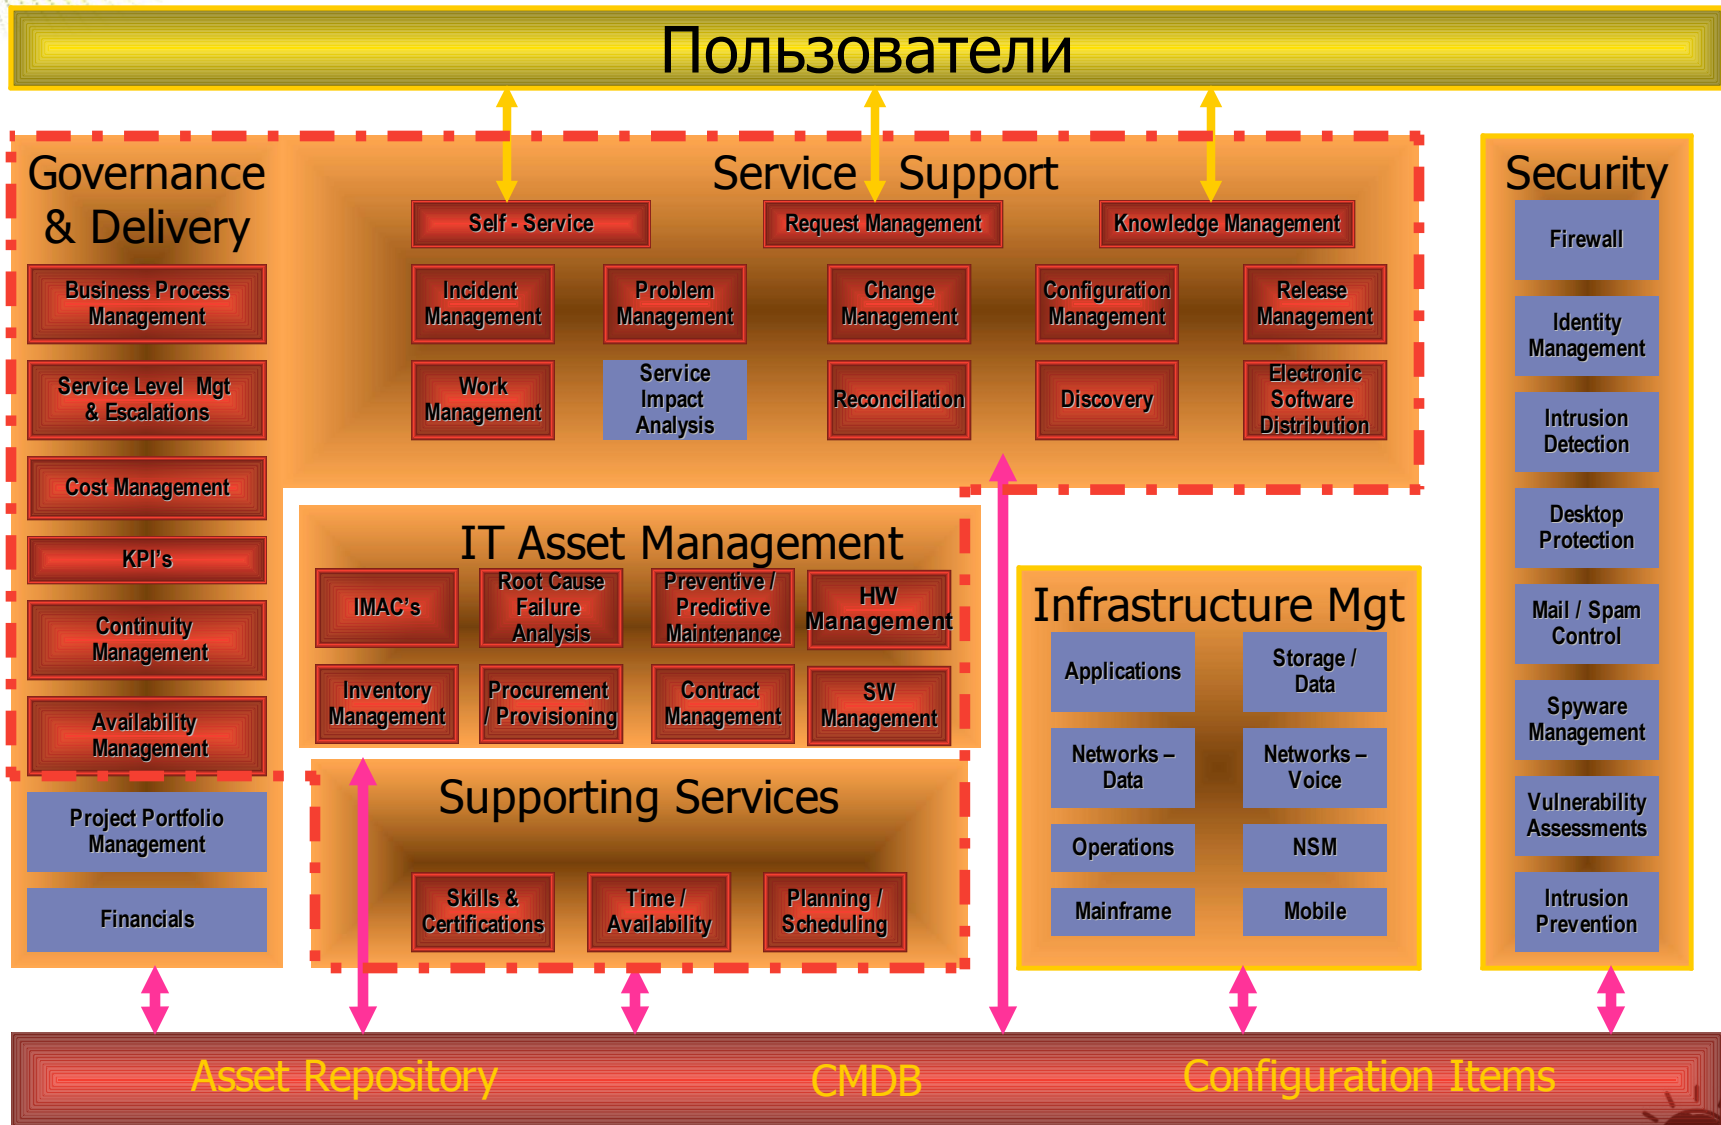 Пользователи
Governance
& Delivery
Business Process
Management
Service Level Mgt
& Escalations
Cost Management
KPI's
Continuity
Management
Availability
Management
Project Portfolio
Management
Financials
Service Support
Self - Service
Request Management
Knowledge Management
Incident
Management
Problem
Management
Change
Management
Configuration
Management
Release
Management
Work
Management
Service
Impact
Analysis
Reconciliation
Discovery
Electronic
Software
Distribution
IT Asset Management
IMAC's
Root Cause
Failure
Analysis
Preventive /
Predictive
Maintenance
HW
Management
Inventory
Management
Procurement
/ Provisioning
Contract
Management
SW
Management
Supporting Services
Skills &
Certifications
Time /
Availability
Planning /
Scheduling
Infrastructure Mgt
Applications
Storage /
Data
Networks –
Data
Networks –
Voice
Operations
NSM
Mainframe
Mobile
Security
Firewall
Identity
Management
Intrusion
Detection
Desktop
Protection
Mail / Spam
Control
Spyware
Management
Vulnerability
Assessments
Intrusion
Prevention
Asset Repository
CMDB
Configuration Items